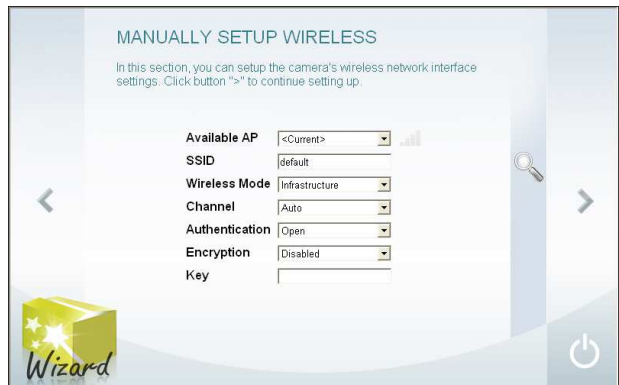 MANUALLY SETUP WIRELESS
In this section, you can setup the camera's wireless network interface
settings. Click button ">" to continue setting up.
Available AP <Current>
SSID default
Wireless Mode Infrastructure
Channel Auto
Authentication Open
Encryption Disabled
Key
Wizard